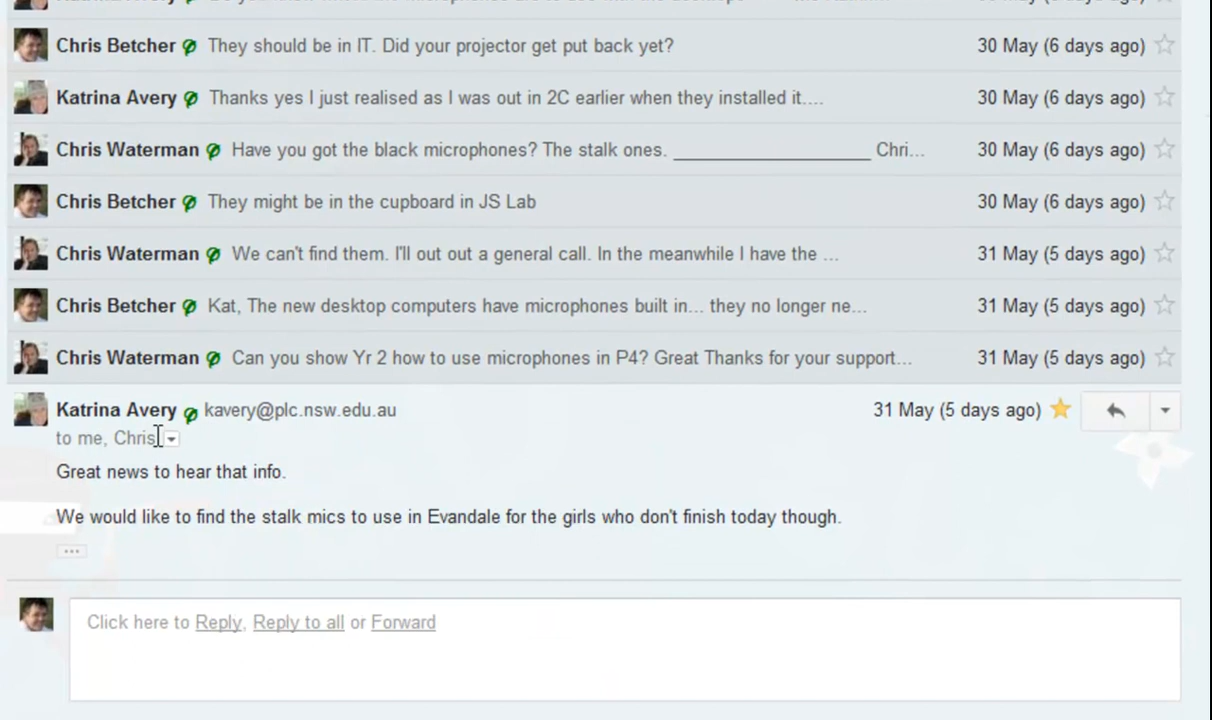 Chris Betcher They should be in IT. Did your projector get put back yet? 30 May (6 days ago)
Katrina Avery Thanks yes I just realised as I was out in 2C earlier when they installed it.... 30 May (6 days ago)
Chris Waterman Have you got the black microphones? The stalk ones. ____________________ Chri... 30 May (6 days ago)
Chris Betcher They might be in the cupboard in JS Lab 30 May (6 days ago)
Chris Waterman We can't find them. I'll out out a general call. In the meanwhile I have the ... 31 May (5 days ago)
Chris Betcher Kat, The new desktop computers have microphones built in... they no longer ne... 31 May (5 days ago)
Chris Waterman Can you show Yr 2 how to use microphones in P4? Great Thanks for your support... 31 May (5 days ago)
Katrina Avery kavery@plc.nsw.edu.au 31 May (5 days ago)
to me, Chris
Great news to hear that info.
We would like to find the stalk mics to use in Evandale for the girls who don't finish today though.
...
Click here to Reply, Reply to all or Forward